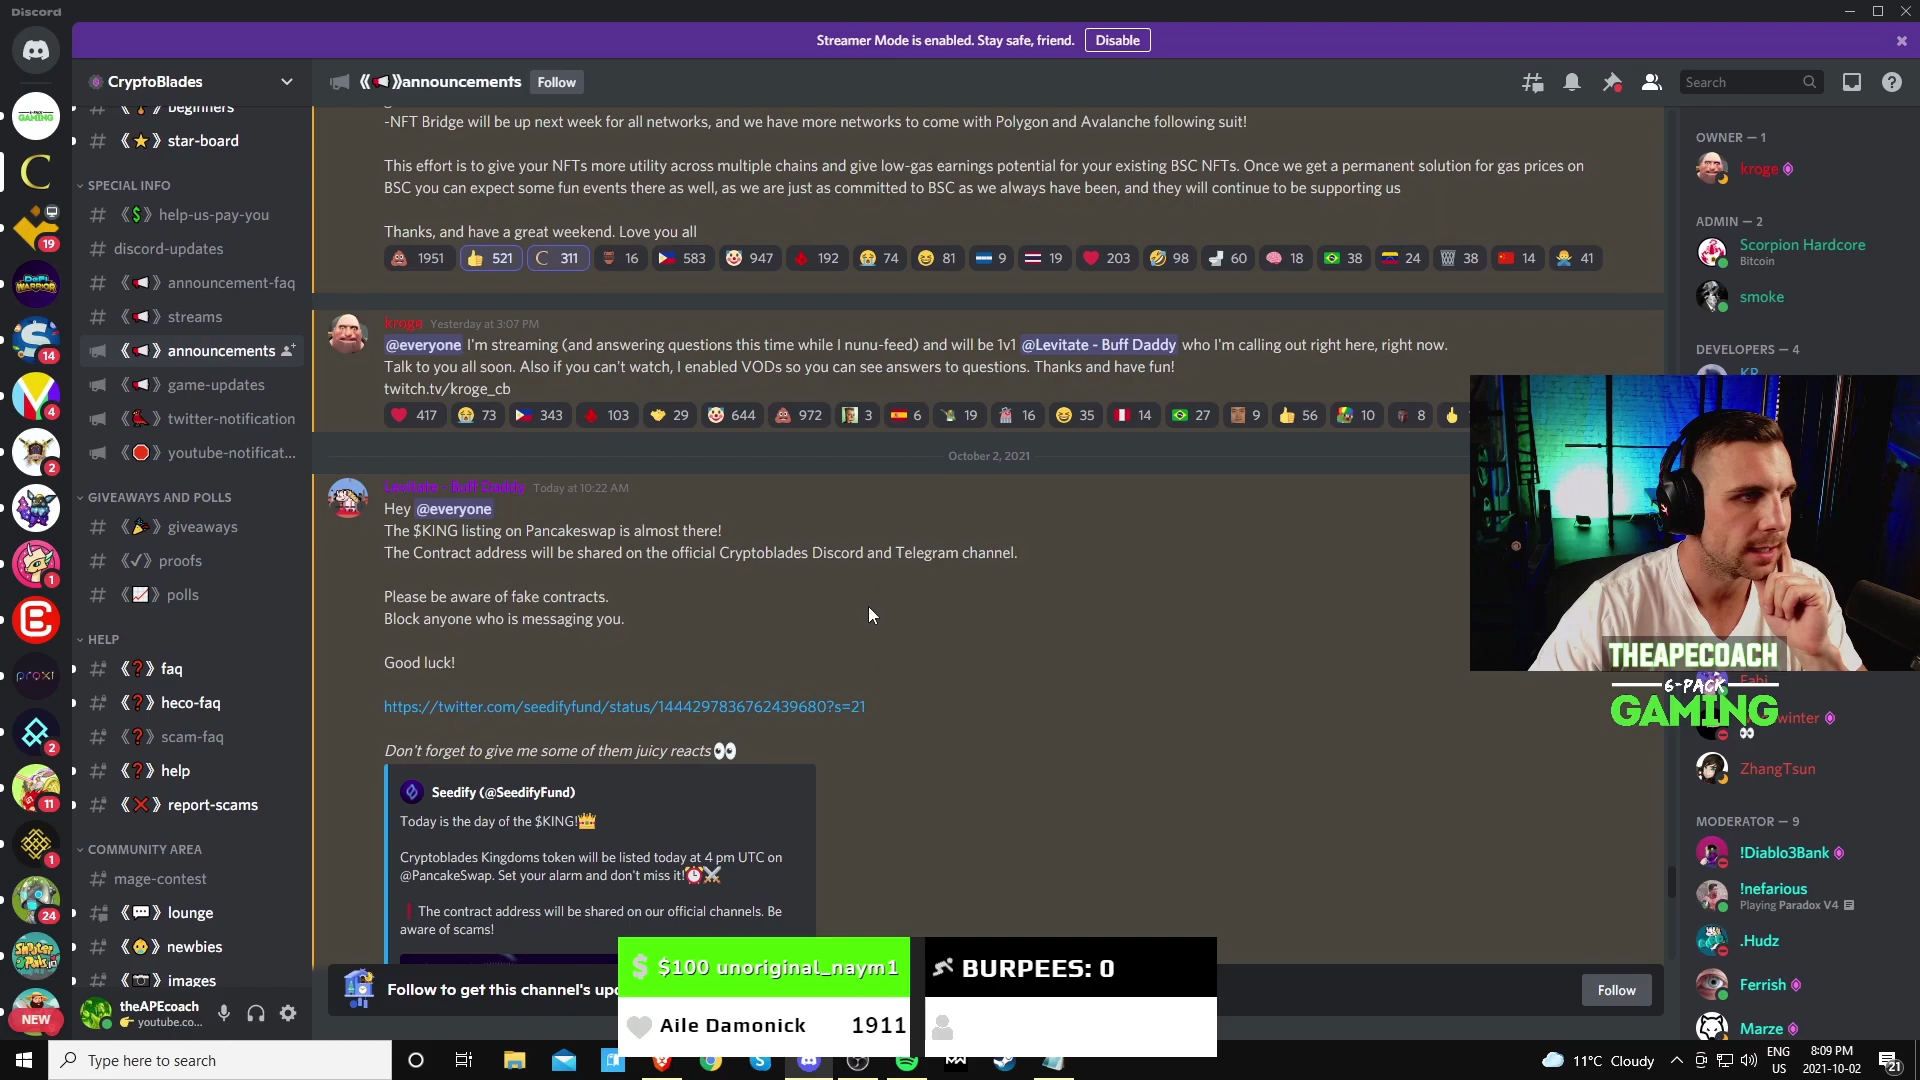 Discord
Streamer Mode is enabled. Stay safe, friend. Disable
CryptoBlades
announcements Follow
Search
beginners
star-board
SPECIAL INFO
help-us-pay-you
discord-updates
announcement-faq
streams
announcements
game-updates
twitter-notification
youtube-notificat...
GIVEAWAYS AND POLLS
giveaways
proofs
polls
HELP
faq
heco-faq
scam-faq
help
report-scams
COMMUNITY AREA
mage-contest
lounge
newbies
images
theAPEcoach
youtube.co...
19
14
4
2
1
2
11
1
24
NEW
-NFT Bridge will be up next week for all networks, and we have more networks to come with Polygon and Avalanche following suit!
This effort is to give your NFTs more utility across multiple chains and give low-gas earnings potential for your existing BSC NFTs. Once we get a permanent solution for gas prices on
BSC you can expect some fun events there as well, as we are just as committed to BSC as we always have been, and they will continue to be supporting us
Thanks, and have a great weekend. Love you all
1951 521 311 16 583 947 192 74 81 9 19 203 98 60 18 38 24 38 14 41
kroge Yesterday at 3:07 PM
@everyone I'm streaming (and answering questions this time while I nunu-feed) and will be 1v1 @Levitate - Buff Daddy who I'm calling out right here, right now.
Talk to you all soon. Also if you can't watch, I enabled VODs so you can see answers to questions. Thanks and have fun!
twitch.tv/kroge_cb
417 73 343 103 29 644 972 3 6 19 16 35 14 27 9 56 10 8
October 2, 2021
Levitate - Buff Daddy Today at 10:22 AM
Hey @everyone
The $KING listing on Pancakeswap is almost there!
The Contract address will be shared on the official Cryptoblades Discord and Telegram channel.
Please be aware of fake contracts.
Block anyone who is messaging you.
Good luck!
https://twitter.com/seedifyfund/status/1444297836762439680?s=21
Don't forget to give me some of them juicy reacts
Seedify (@SeedifyFund)
Today is the day of the $KING!
Cryptoblades Kingdoms token will be listed today at 4 pm UTC on
@PancakeSwap. Set your alarm and don't miss it!
The contract address will be shared on our official channels. Be
aware of scams!
Follow to get this channel's upd
Follow
$100 unoriginal_naym1
Aile Damonick 1911
BURPEES: 0
OWNER — 1
kroge
ADMIN — 2
Scorpion Hardcore
Bitcoin
smoke
DEVELOPERS — 4
KP
THEAPECOACH
6-PACK
GAMING
Fabi
winter
ZhangTsun
MODERATOR — 9
!Diablo3Bank
!nefarious
Playing Paradox V4
.Hudz
Ferrish
Marze
Type here to search
11°C Cloudy
ENG
US
8:09 PM
2021-10-02
21